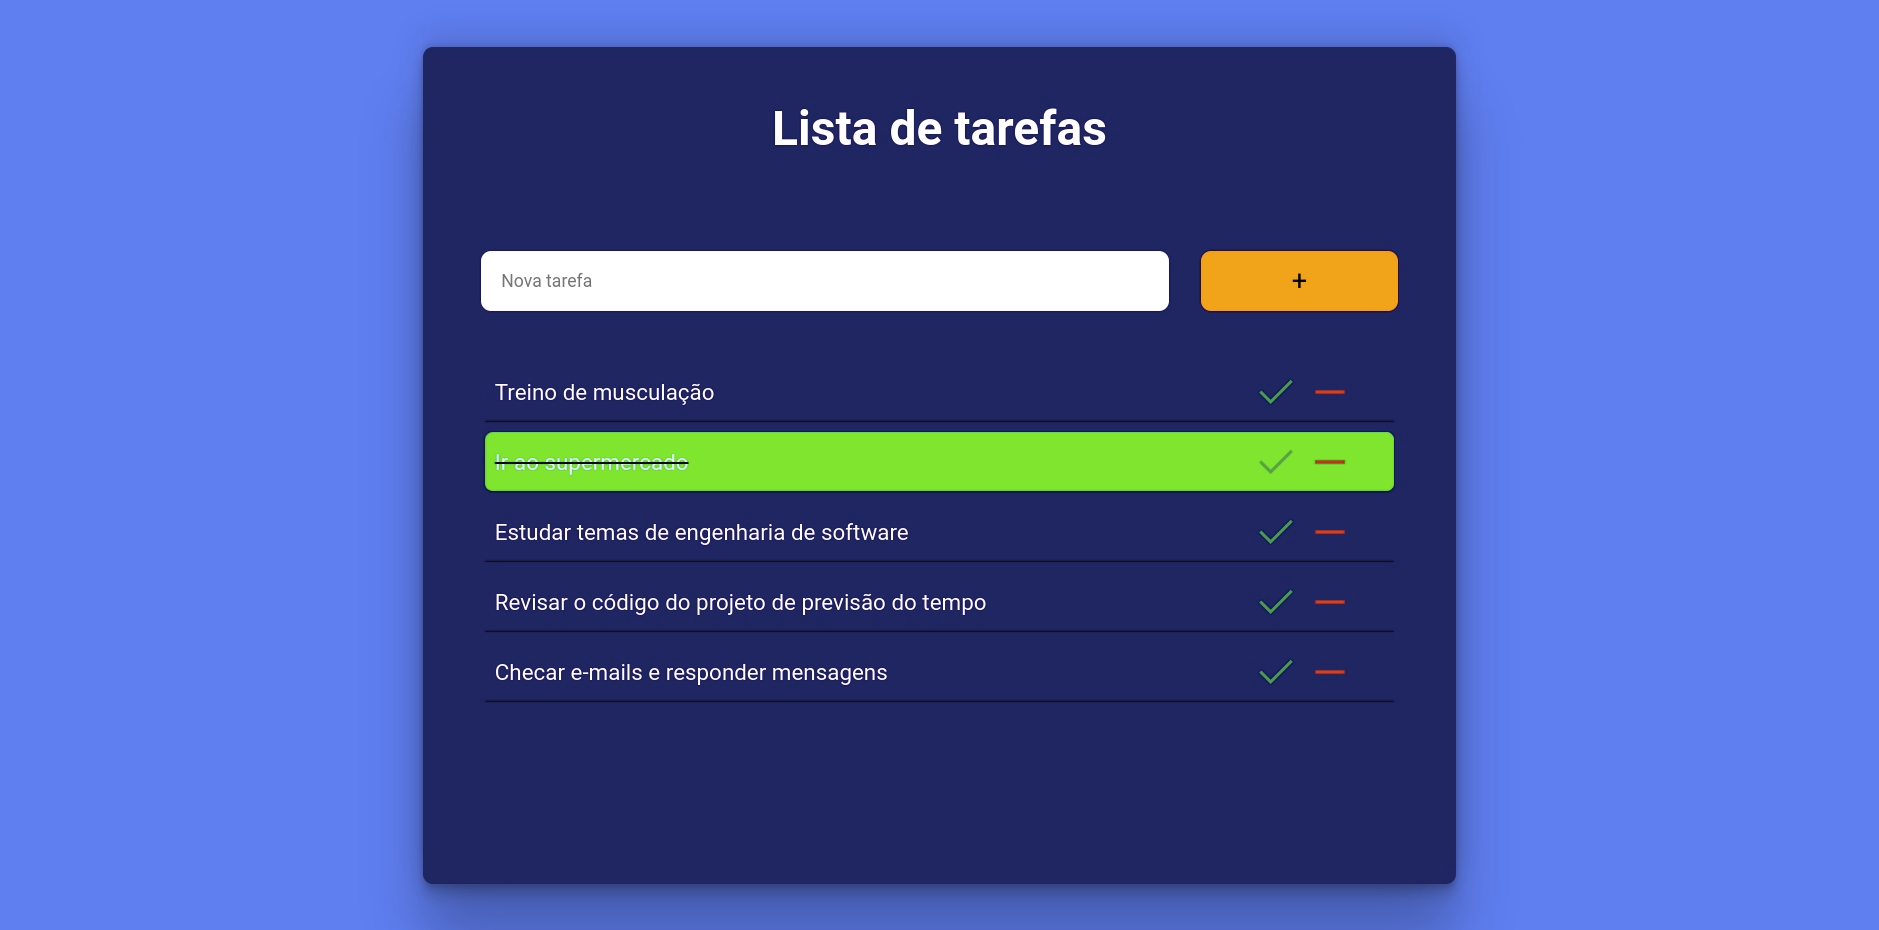 Lista de tarefas
Nova tarefa
+
Treino de musculação
Ir ao supermercado
Estudar temas de engenharia de software
Revisar o código do projeto de previsão do tempo
Checar e-mails e responder mensagens